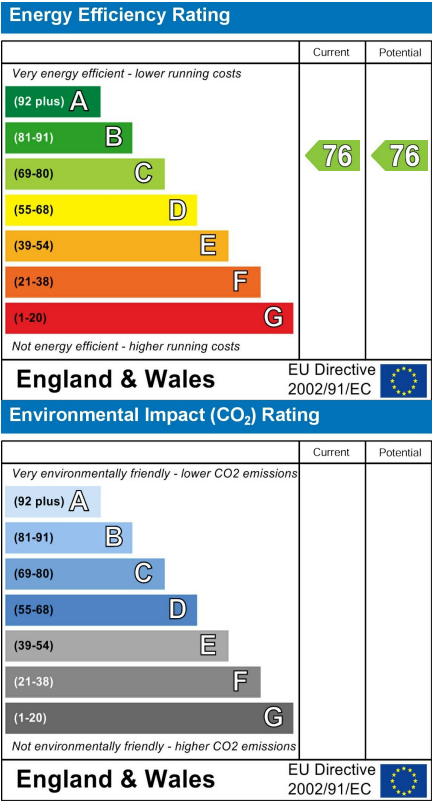 Energy Efficiency Rating
Current Potential
Very energy efficient - lower running costs
(92 plus) A
(81-91) B
(69-80) C
(55-68) D
(39-54) E
(21-38) F
(1-20) G
76 76
Not energy efficient - higher running costs
England & Wales
EU Directive
2002/91/EC
Environmental Impact (CO₂) Rating
Current Potential
Very environmentally friendly - lower CO2 emissions
(92 plus) A
(81-91) B
(69-80) C
(55-68) D
(39-54) E
(21-38) F
(1-20) G
Not environmentally friendly - higher CO2 emissions
England & Wales
EU Directive
2002/91/EC